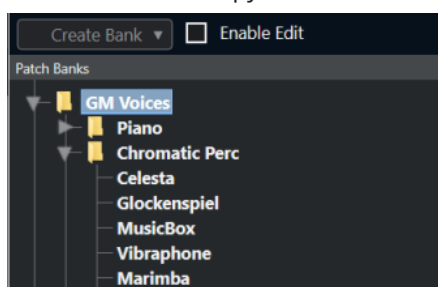 Create Bank ▼ Enable Edit
Patch Banks
GM Voices
Piano
Chromatic Perc
Celesta
Glockenspiel
MusicBox
Vibraphone
Marimba